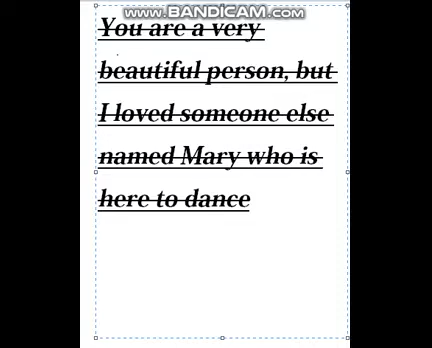 www.BANDICAM.com
You are a very
beautiful person, but
I loved someone else
named Mary who is
here to dance